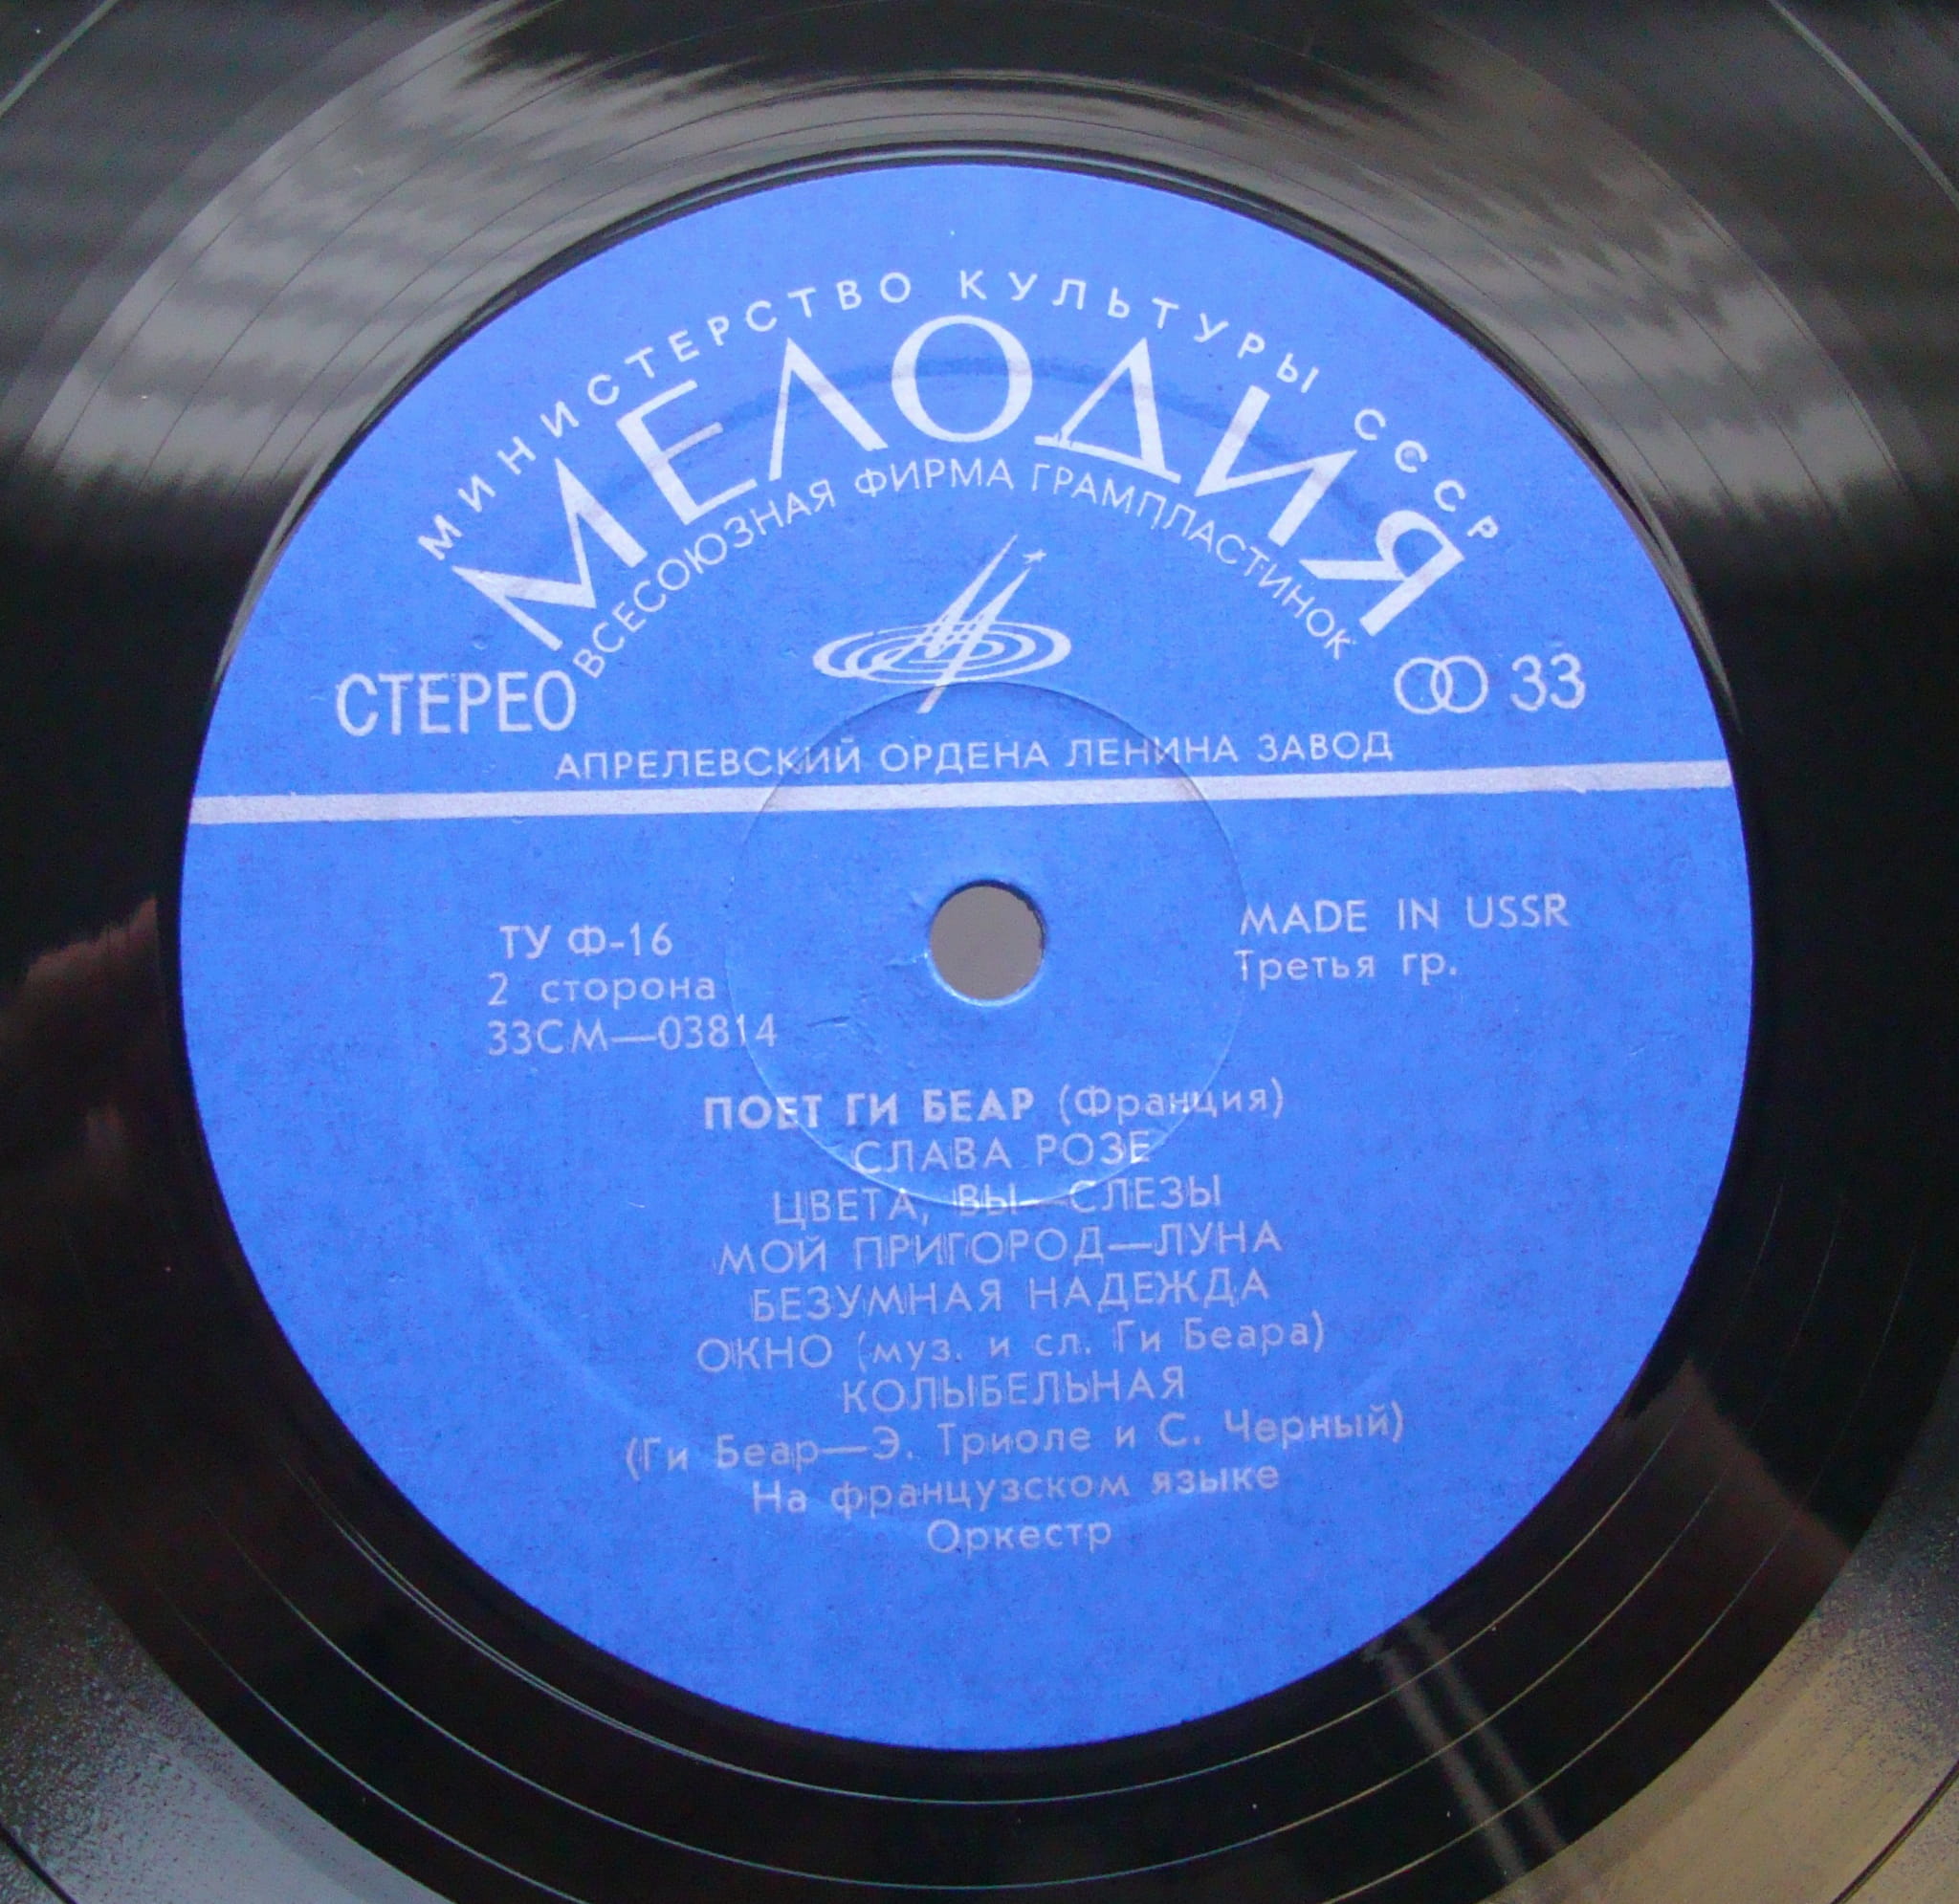 МИНИСТЕРСТВО КУЛЬТУРЫ СССР
МЕЛОДИЯ
ВСЕСОЮЗНАЯ ФИРМА ГРАМПЛАСТИНОК
СТЕРЕО
33
АПРЕЛЕВСКИЙ ОРДЕНА ЛЕНИНА ЗАВОД
ТУ Ф-16
2 сторона
33СМ—03814
MADE IN USSR
Третья гр.
ПОЕТ ГИ БЕАР (Франция)
СЛАВА РОЗЕ
ЦВЕТА, ВЫ—СЛЕЗЫ
МОЙ ПРИГОРОД—ЛУНА
БЕЗУМНАЯ НАДЕЖДА
ОКНО (муз. и сл. Ги Беара)
КОЛЫБЕЛЬНАЯ
(Ги Беар—Э. Триоле и С. Черный)
На французском языке
Оркестр